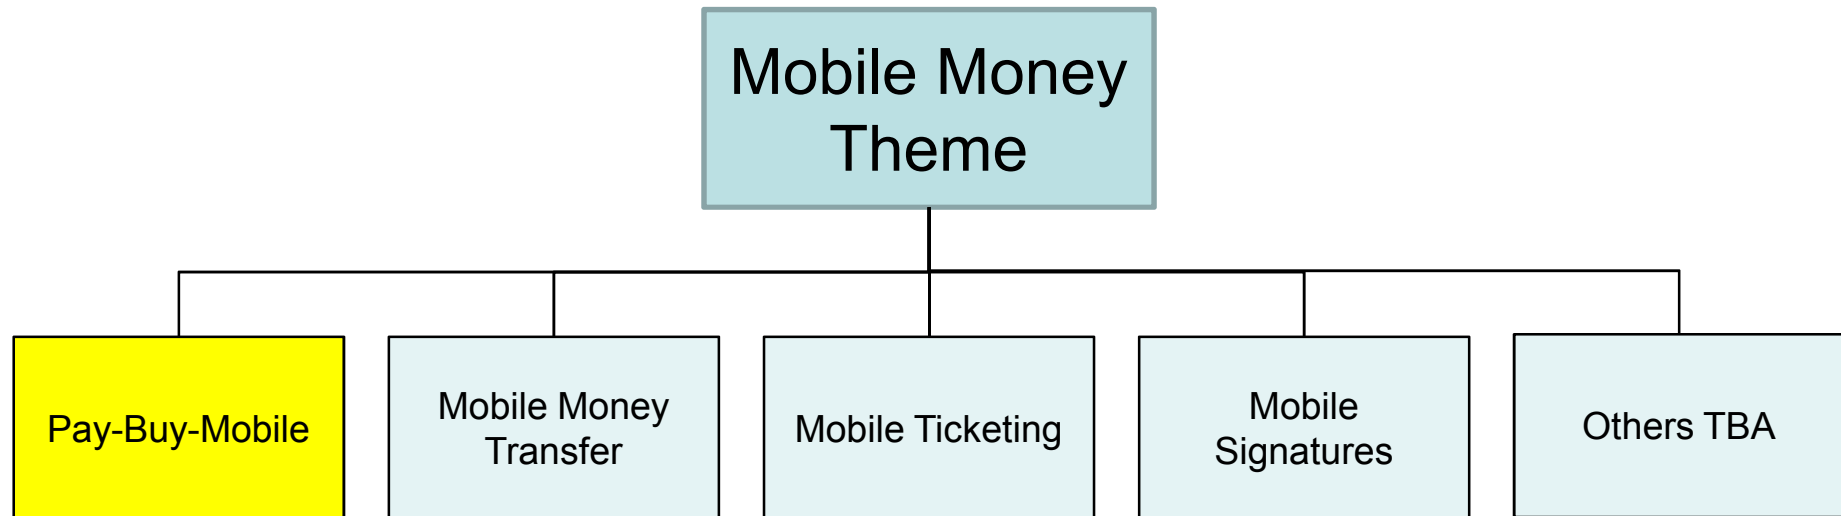 Mobile Money
Theme
Pay-Buy-Mobile
Mobile Money
Transfer
Mobile Ticketing
Mobile
Signatures
Others TBA